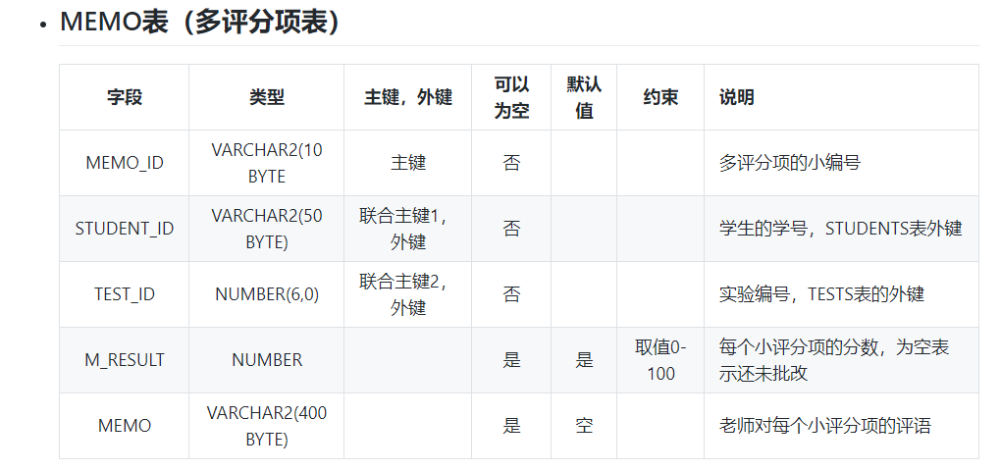 MEMO表（多评分项表）
字段 类型 主键，外键 可以为空 默认值 约束 说明
MEMO_ID VARCHAR2(10 BYTE 主键 否 多评分项的小编号
STUDENT_ID VARCHAR2(50 BYTE) 联合主键1，外键 否 学生的学号，STUDENTS表外键
TEST_ID NUMBER(6,0) 联合主键2，外键 否 实验编号，TESTS表的外键
M_RESULT NUMBER 是 是 取值0-100 每个小评分项的分数，为空表示还未批改
MEMO VARCHAR2(400 BYTE) 是 空 老师对每个小评分项的评语